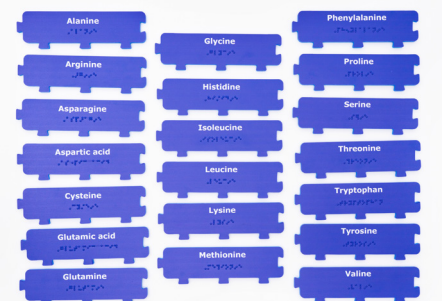 Alanine
Arginine
Asparagine
Aspartic acid
Cysteine
Glutamic acid
Glutamine
Glycine
Histidine
Isoleucine
Leucine
Lysine
Methionine
Phenylalanine
Proline
Serine
Threonine
Tryptophan
Tyrosine
Valine